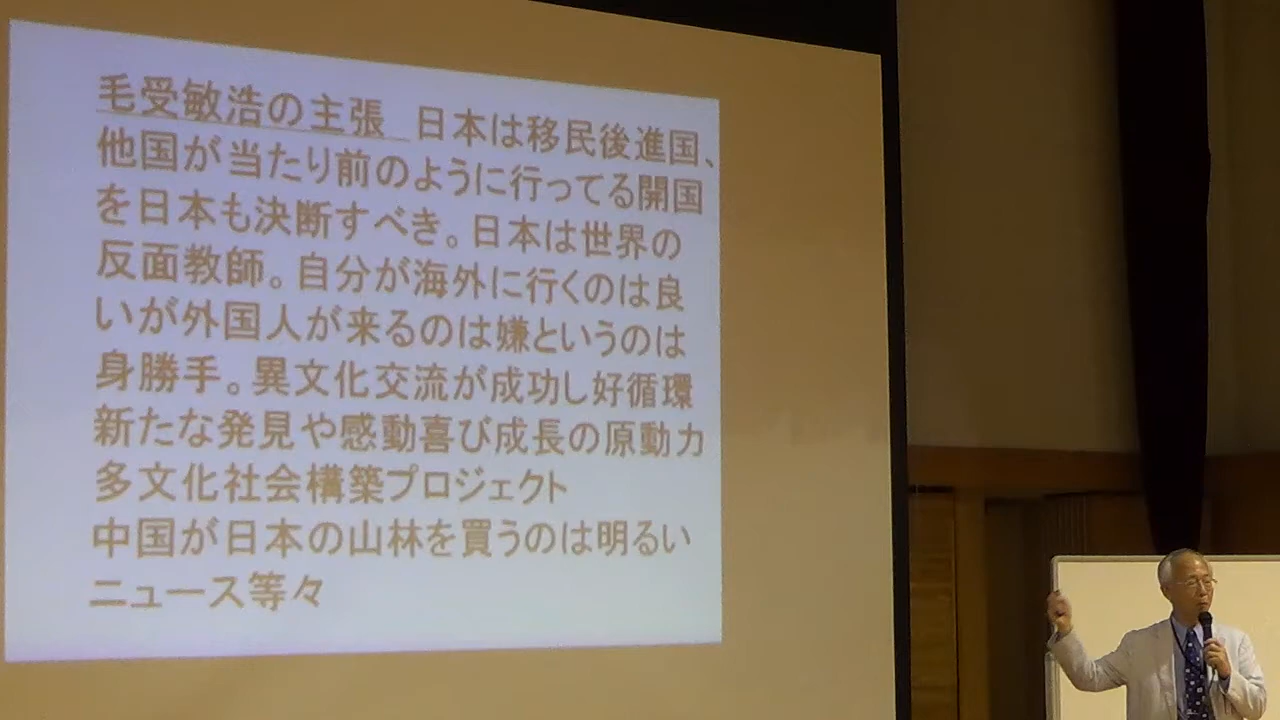 毛受敏浩の主張　日本は移民後進国、
他国が当たり前のように行ってる開国
を日本も決断すべき。日本は世界の
反面教師。自分が海外に行くのは良
いが外国人が来るのは嫌というのは
身勝手。異文化交流が成功し好循環
新たな発見や感動喜び成長の原動力
多文化社会構築プロジェクト
中国が日本の山林を買うのは明るい
ニュース等々